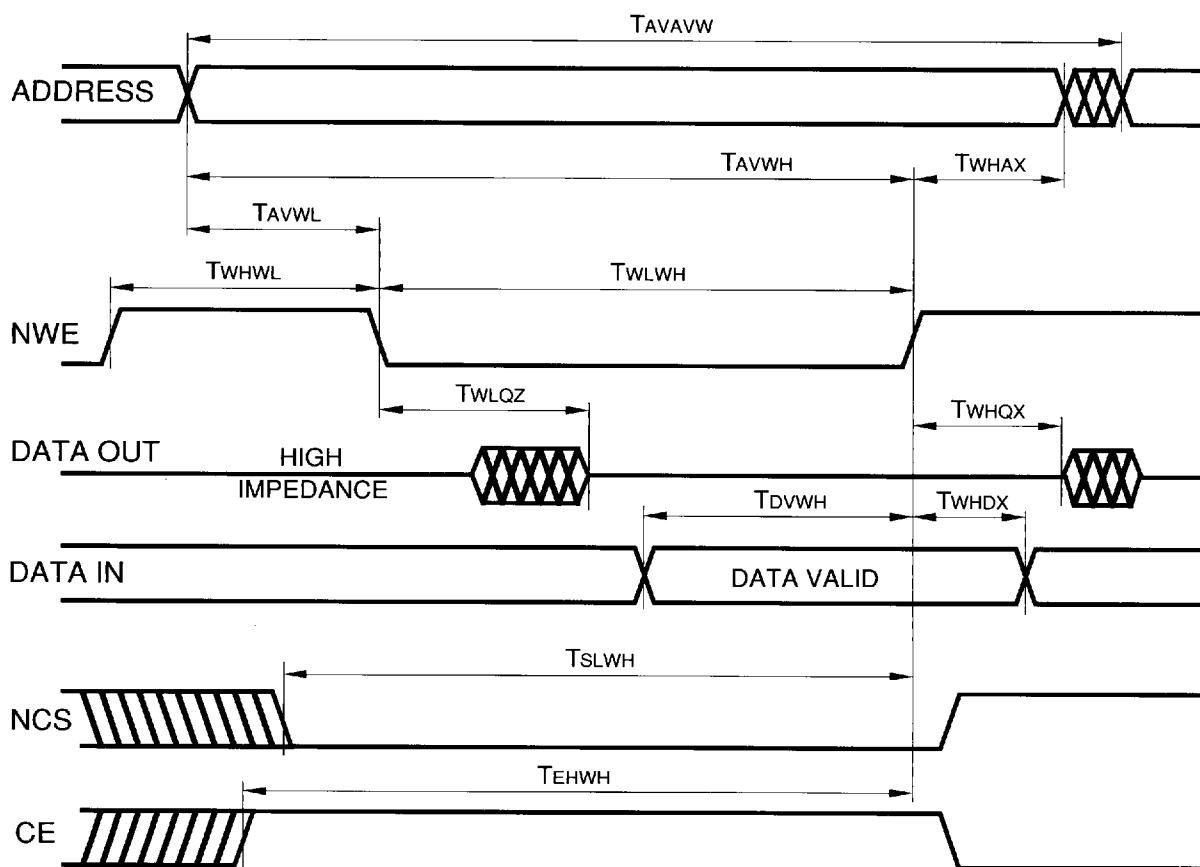 TAVAVW
ADDRESS
TAVWH
TWHAX
TAVWL
TWHWL
TWLWH
NWE
TWLQZ
TWHQX
DATA OUT
HIGH
IMPEDANCE
TDVWH
TWHDX
DATA IN
DATA VALID
TSLWH
NCS
TEHWH
CE